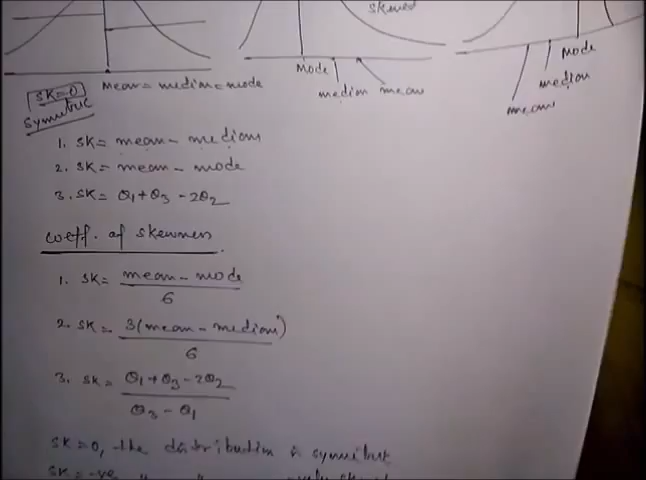 skewed
mode
median mean
mode
median
mean
SK=0
mean = median = mode
symmetric
1. SK = mean - median
2. SK = mean - mode
3. SK = Q1+Q3 - 2Q2
coeff. of skewness
1. SK = mean - mode
6
2. SK = 3(mean - median)
6
3. SK = Q1+Q3-2Q2
Q3 - Q1
SK=0, the distribution is symmetric
SK = -ve " "